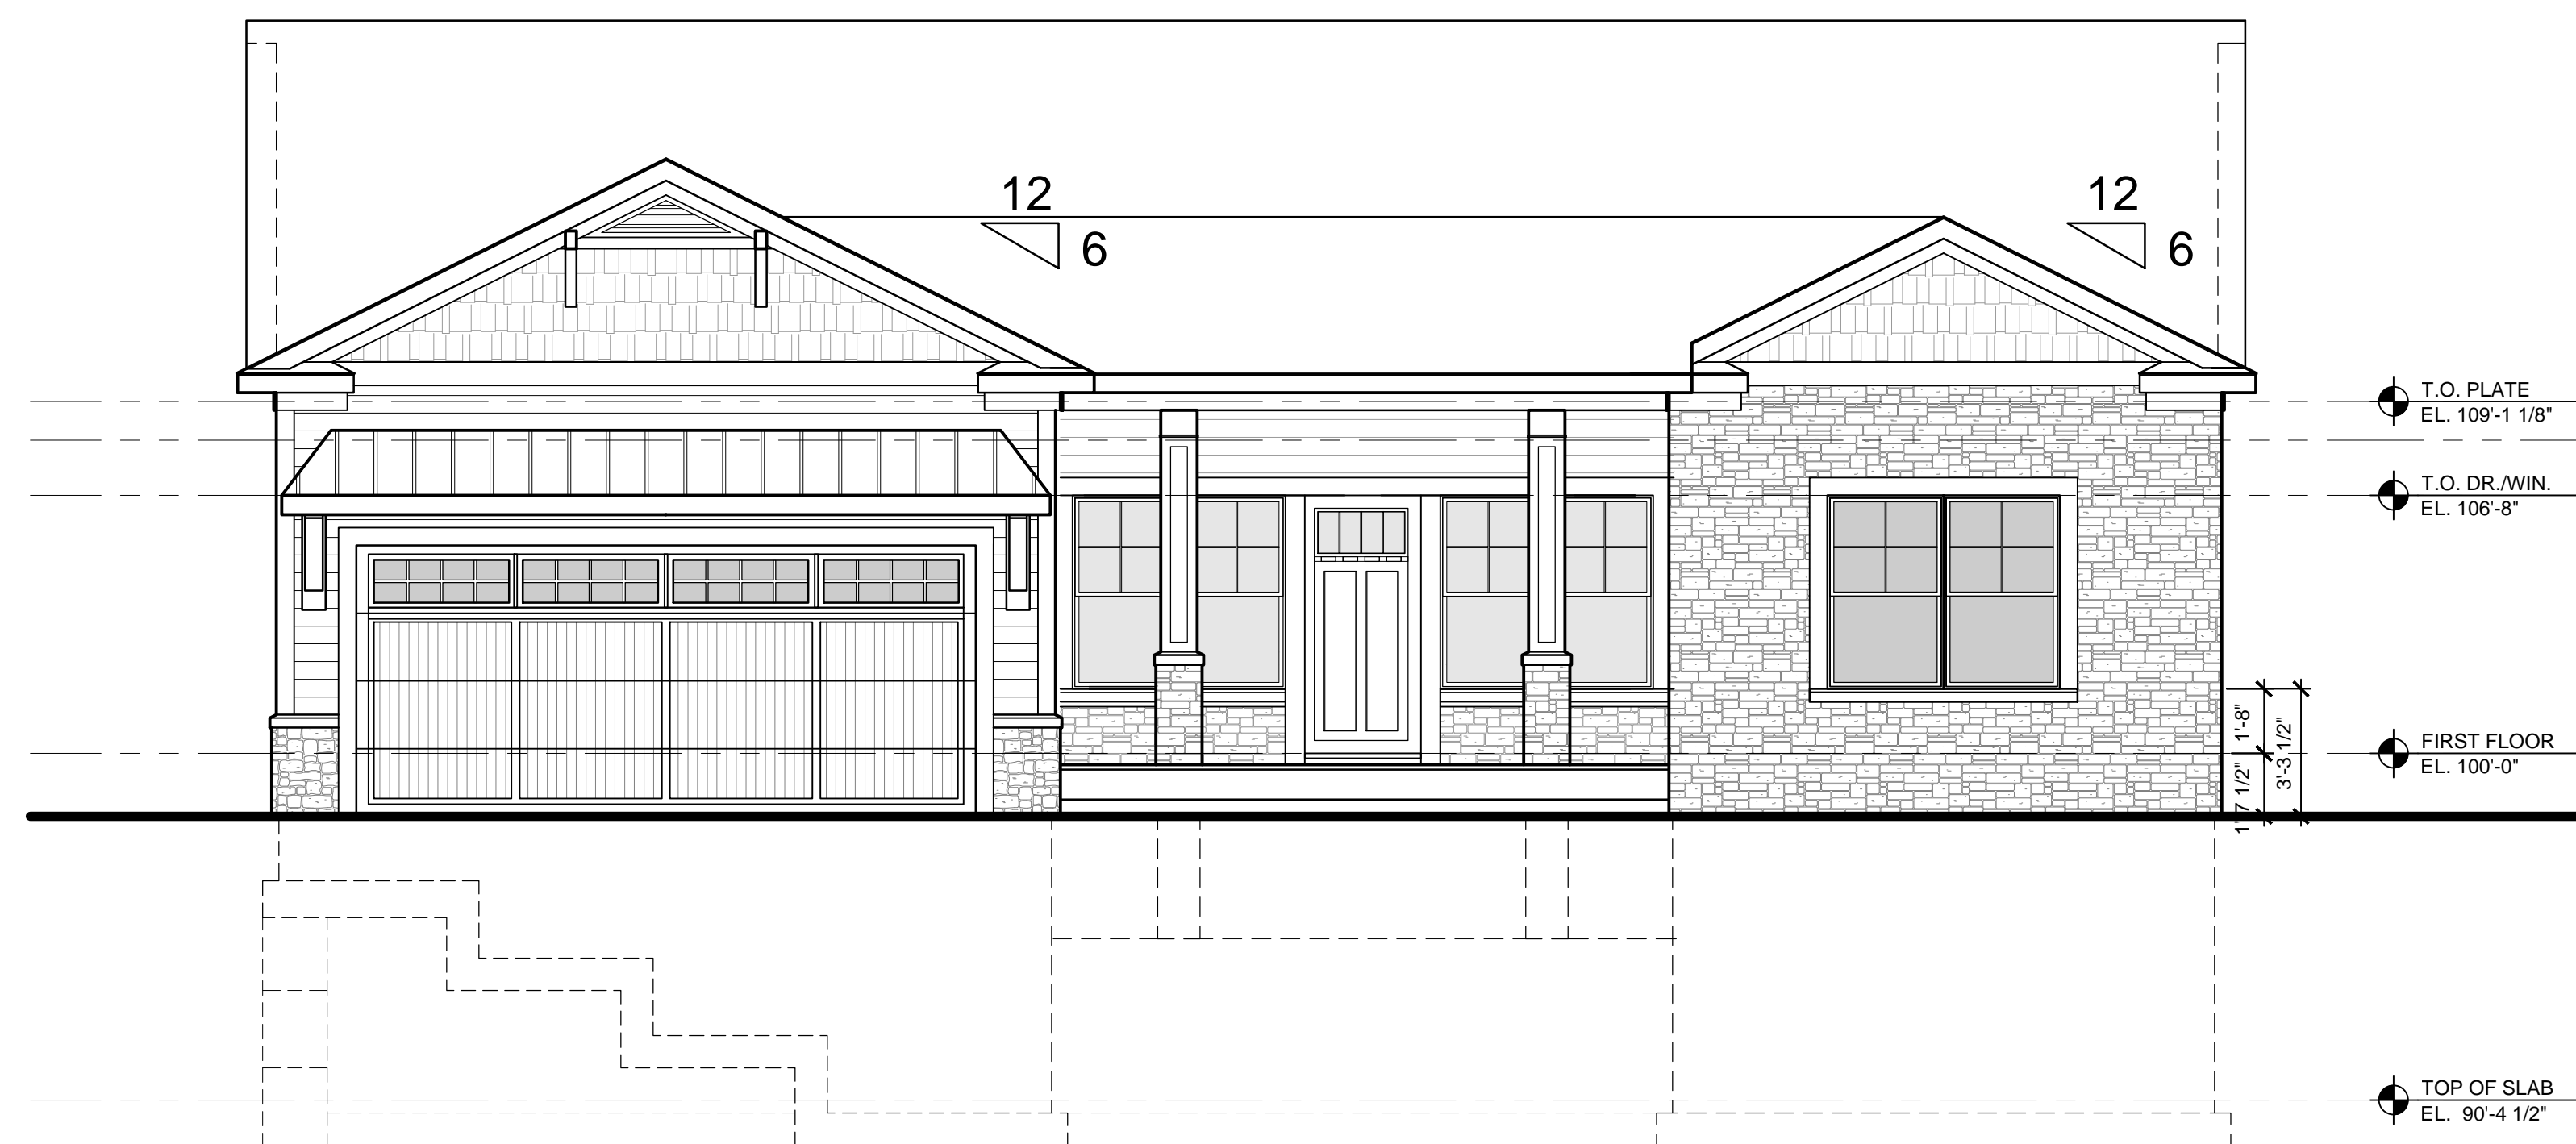 12
6
12
6
T.O. PLATE
EL. 109'-1 1/8"
T.O. DR./WIN.
EL. 106'-8"
1'-8"
3'-3 1/2"
1'-7 1/2"
FIRST FLOOR
EL. 100'-0"
TOP OF SLAB
EL. 90'-4 1/2"